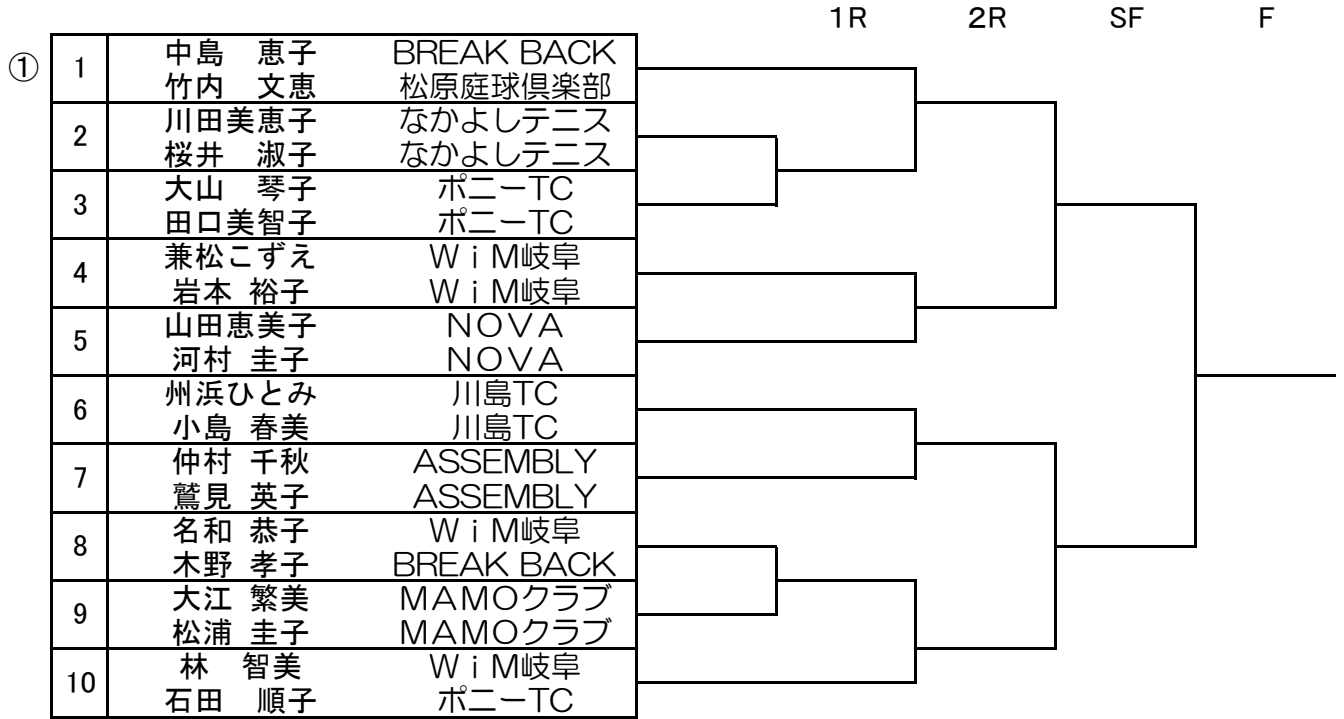 1R 2R SF F
① 1 中島　恵子 BREAK BACK
竹内　文恵 松原庭球倶楽部
2 川田美恵子 なかよしテニス
桜井　淑子 なかよしテニス
3 大山　琴子 ポニーTC
田口美智子 ポニーTC
4 兼松こずえ ＷｉＭ岐阜
岩本 裕子 ＷｉＭ岐阜
5 山田恵美子 ＮＯＶＡ
河村 圭子 ＮＯＶＡ
6 州浜ひとみ 川島TC
小島 春美 川島TC
7 仲村 千秋 ASSEMBLY
鷲見 英子 ASSEMBLY
8 名和 恭子 ＷｉＭ岐阜
木野 孝子 BREAK BACK
9 大江 繁美 ＭＡＭＯクラブ
松浦 圭子 ＭＡＭＯクラブ
10 林　智美 ＷｉＭ岐阜
石田　順子 ポニーTC